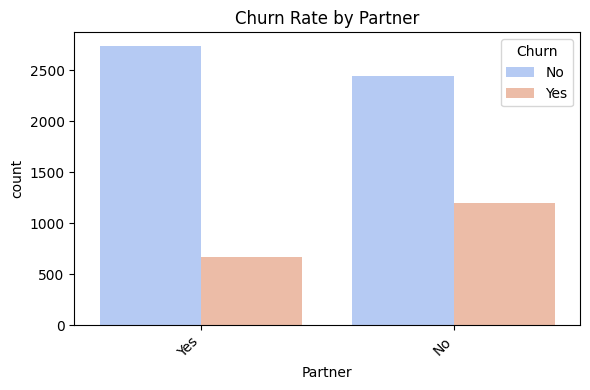 Churn Rate by Partner
Churn
No
Yes
count
2500
2000
1500
1000
500
0
Yes
No
Partner